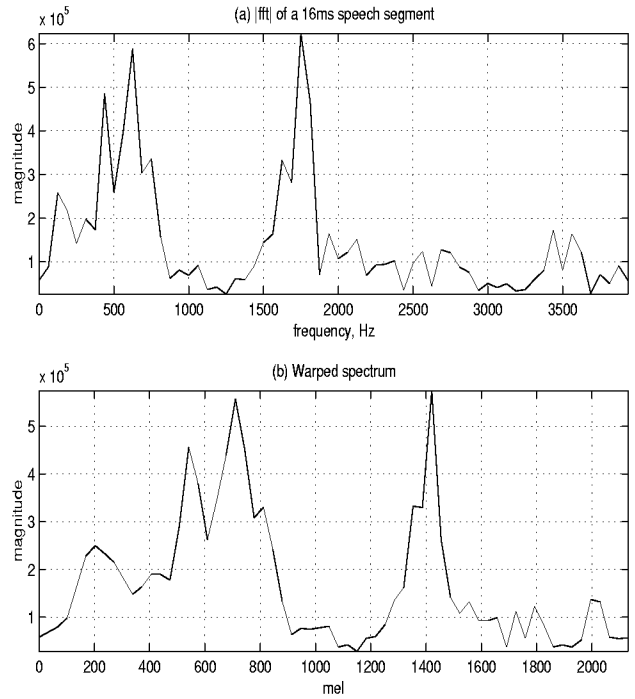 (a) |fft| of a 16ms speech segment
x 10^5
6
5
4
3
2
1
magnitude
0 500 1000 1500 2000 2500 3000 3500
frequency, Hz
(b) Warped spectrum
x 10^5
5
4
3
2
1
magnitude
0 200 400 600 800 1000 1200 1400 1600 1800 2000
mel